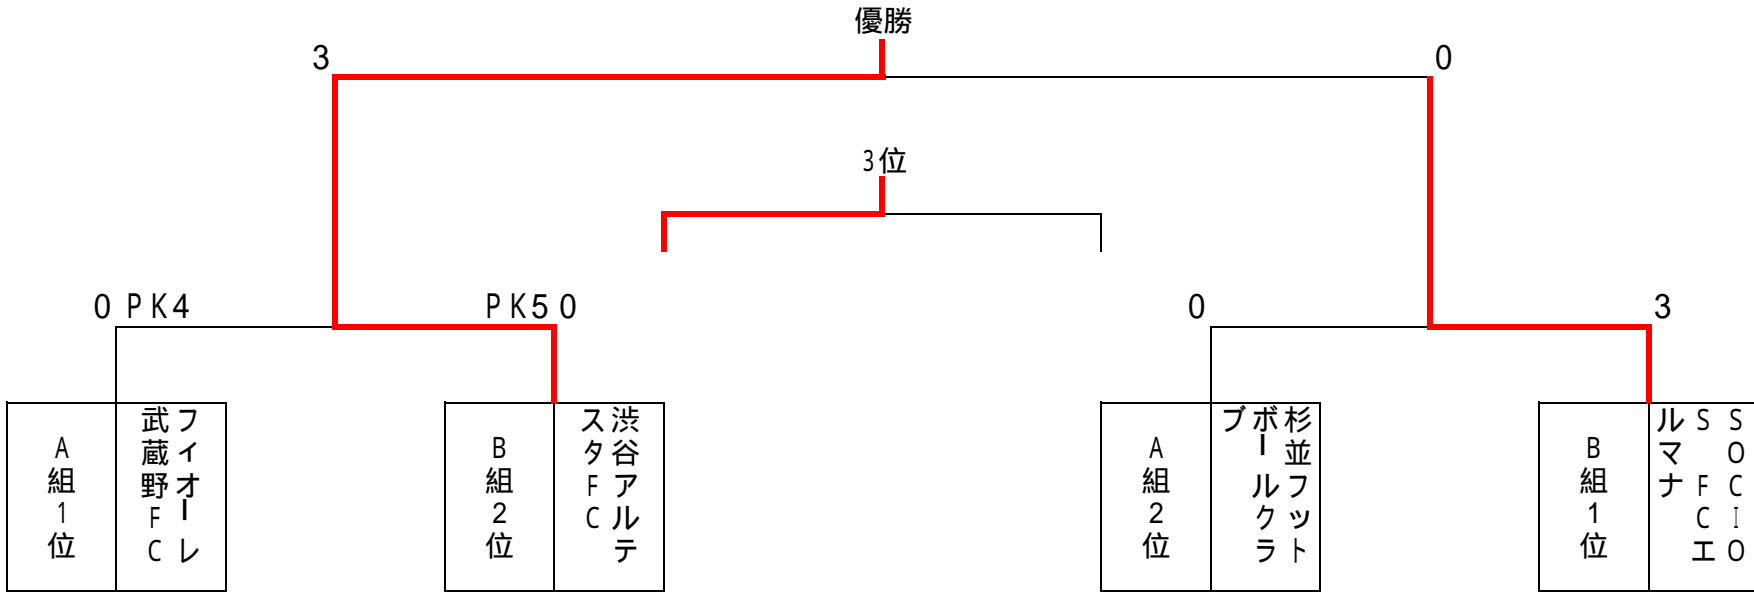 優勝
3
0
3位
0 PK4
PK5 0
0
3
A組1位
フィオーレ
武蔵野FC
B組2位
渋谷アルテ
スタFC
A組2位
杉並フット
ボールクラ
ブ
B組1位
SOCIO
S FCエ
ルマナ